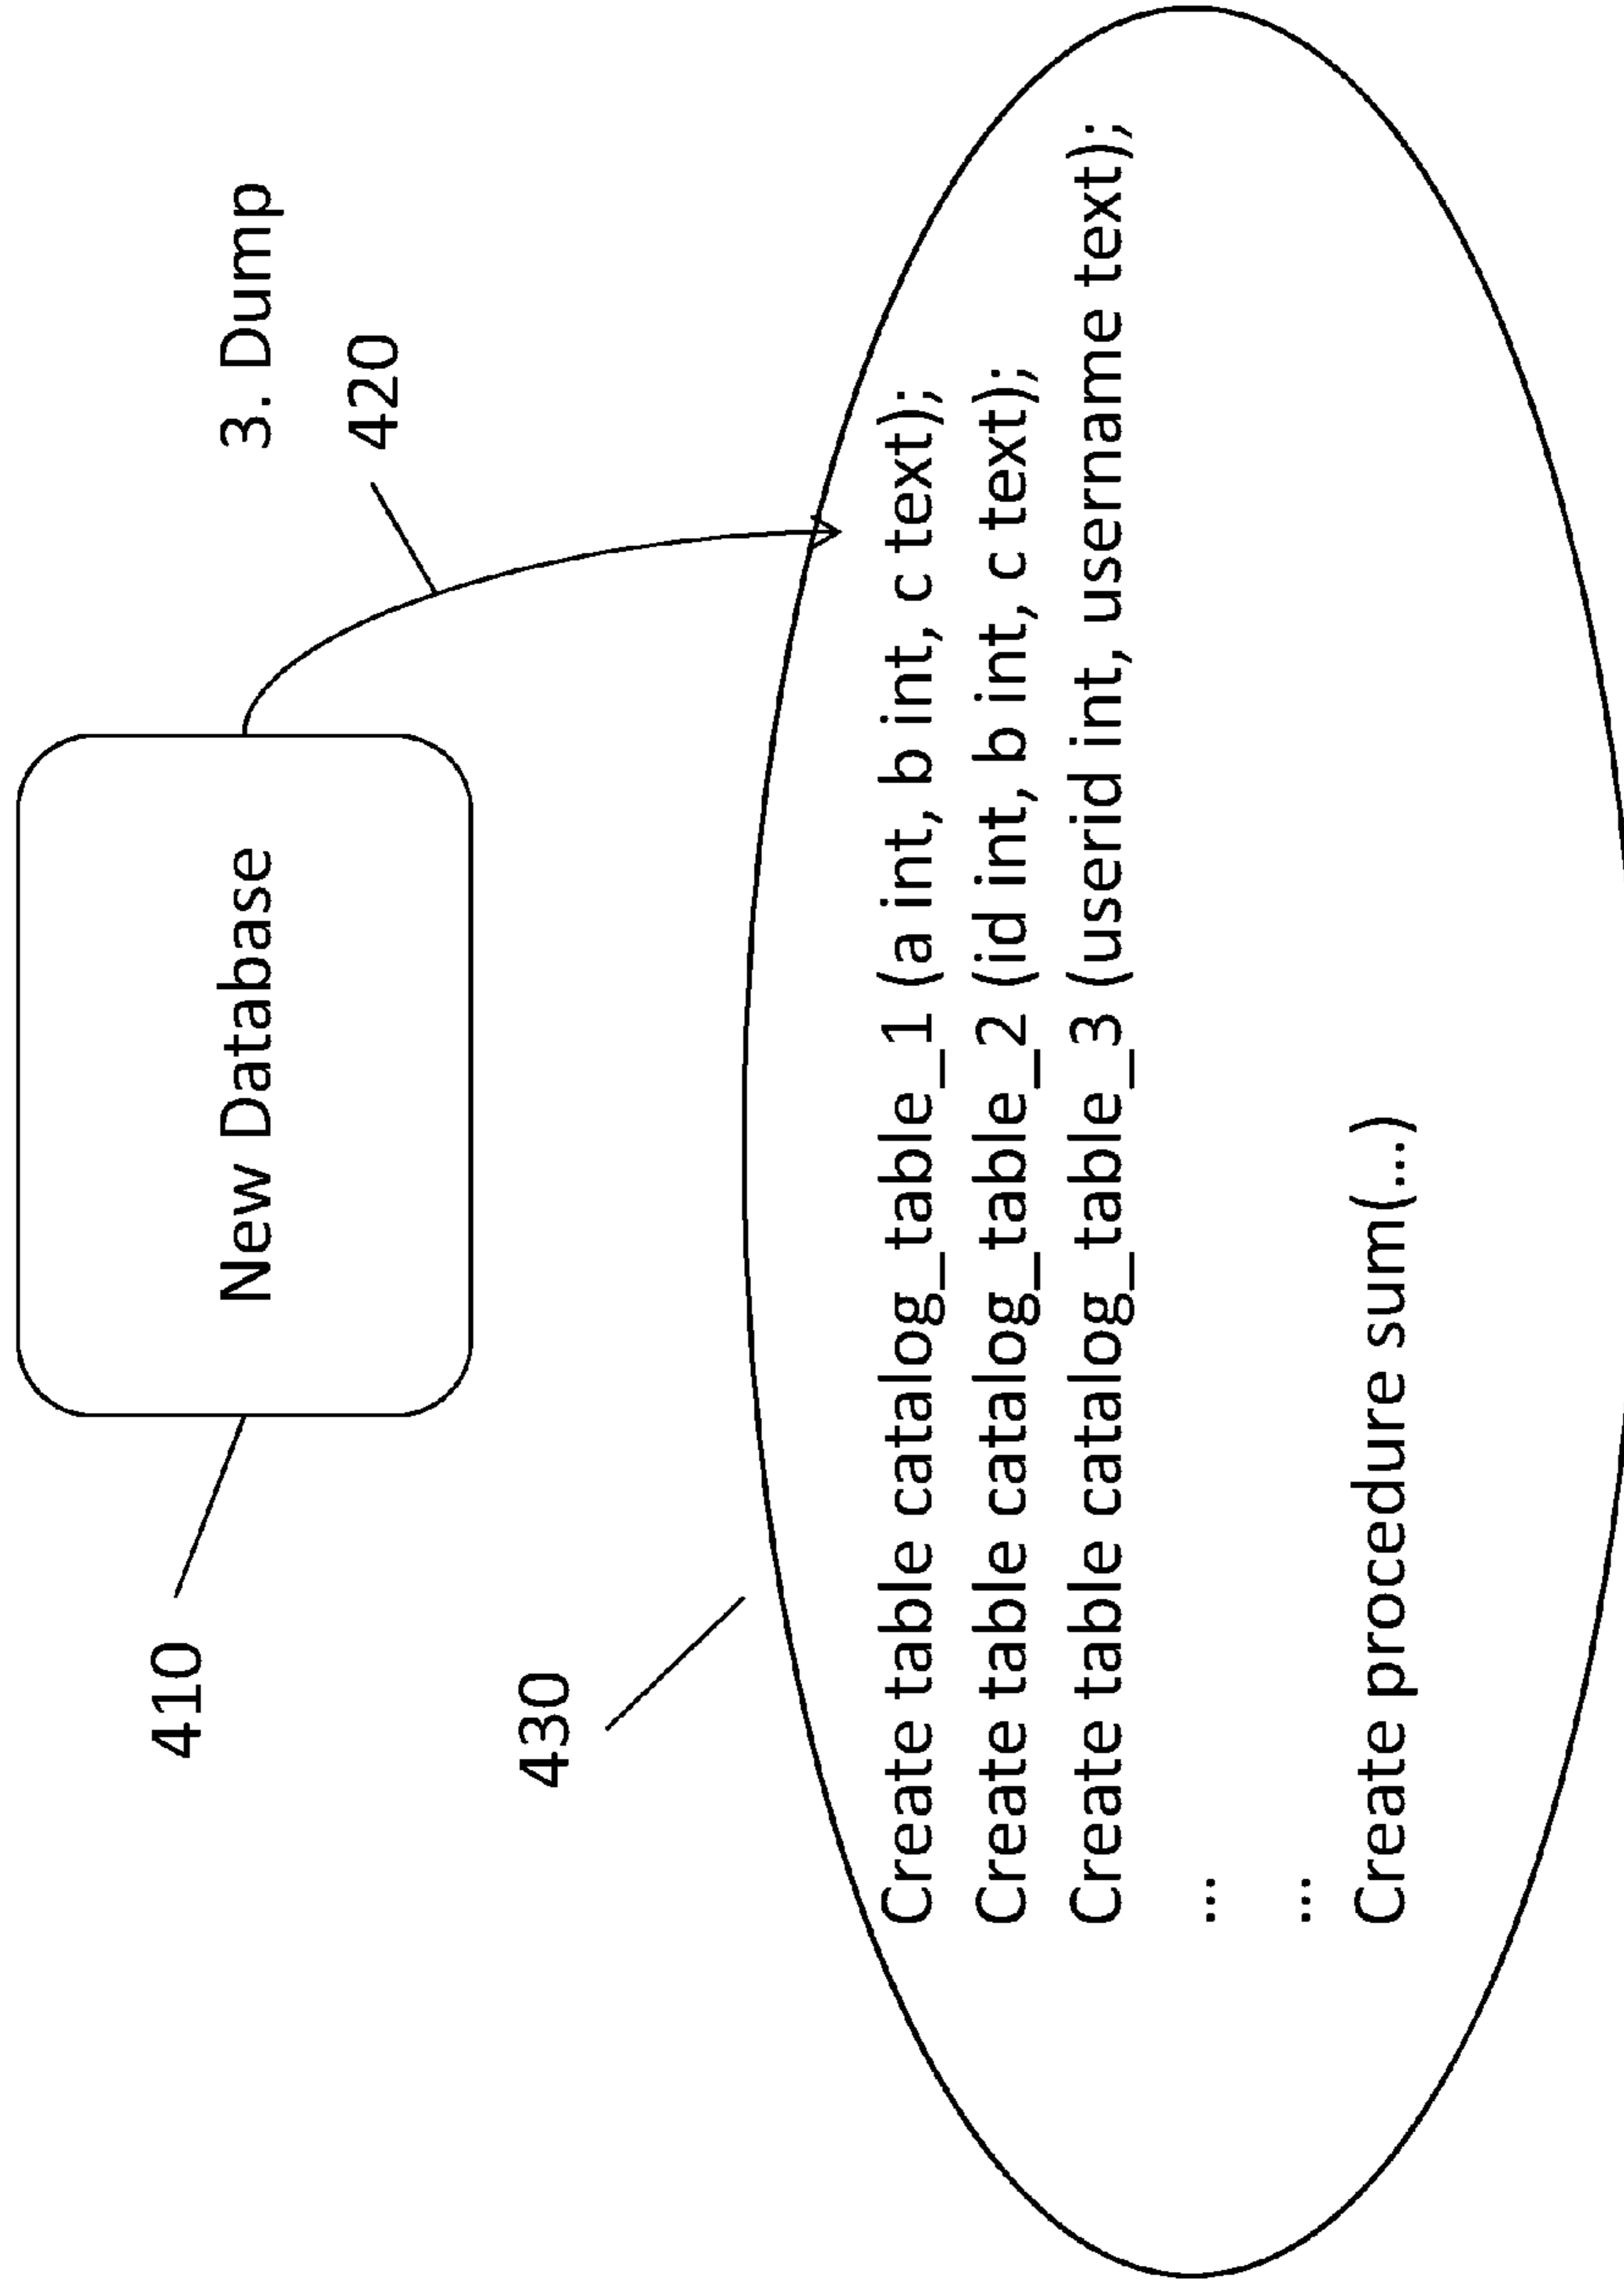 410
New Database
3. Dump
420
430
Create table catalog_table_1 (a int, b int, c text);
Create table catalog_table_2 (id int, b int, c text);
Create table catalog_table_3 (userid int, username text);
...
...
Create procedure sum(...)